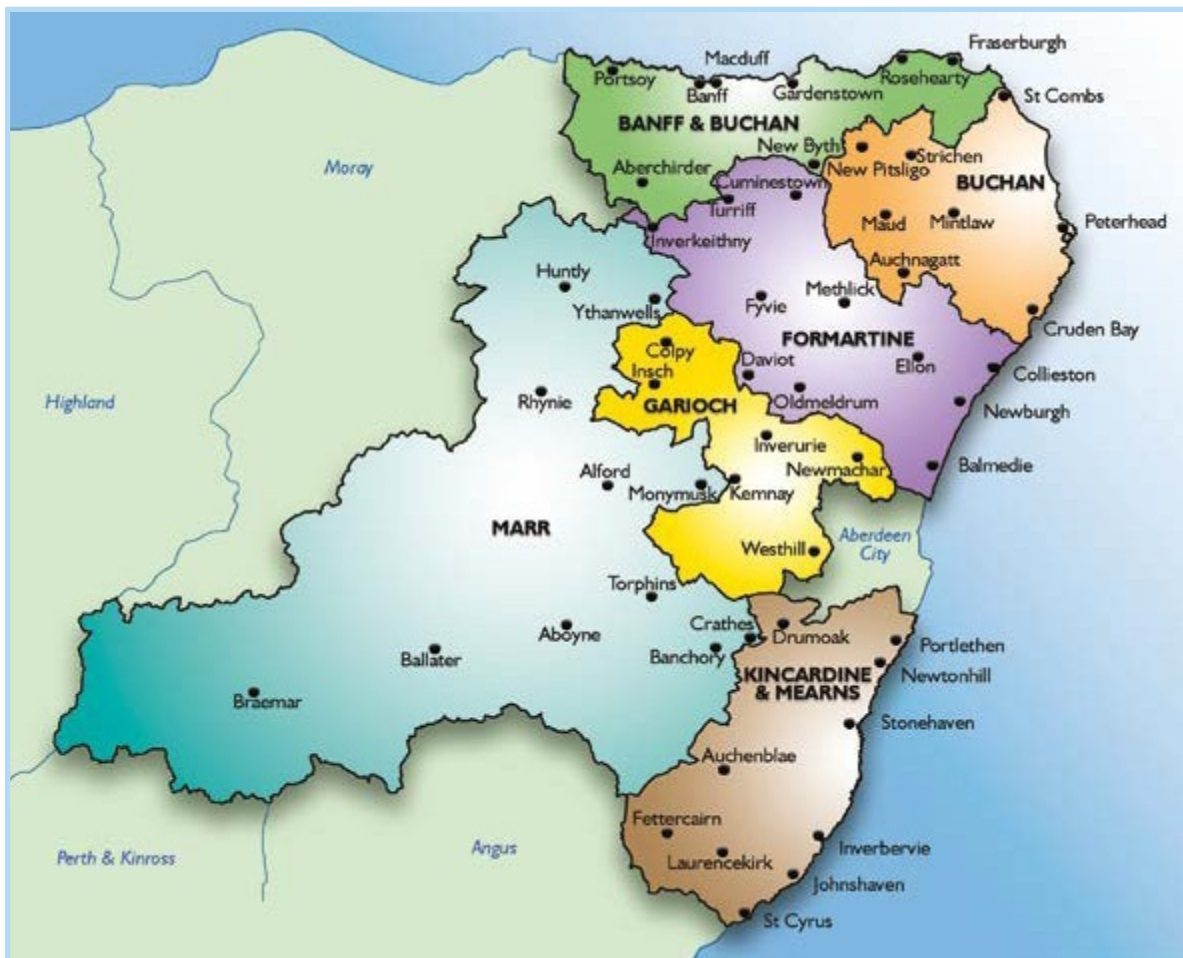 Fraserburgh
Macduff
Rosehearty
Portsoy
Banff
Gardenstown
St Combs
BANFF & BUCHAN
New Byth
Strichen
Moray
Aberchirder
New Pitsligo
Cuminestown
BUCHAN
Turriff
Maud
Mintlaw
Peterhead
Inverkeithny
Auchnagatt
Huntly
Methlick
Fyvie
Ythanwells
Cruden Bay
FORMARTINE
Colpy
Daviot
Ellon
Insch
Collieston
Highland
Rhynie
GARIOCH
Oldmeldrum
Newburgh
Inverurie
Alford
Newmachar
Balmedie
Monymusk
Kemnay
MARR
Aberdeen
City
Westhill
Torphins
Crathes
Aboyne
Drumoak
Portlethen
Ballater
Banchory
KINCARDINE
& MEARNS
Newtonhill
Braemar
Stonehaven
Auchenblae
Fettercairn
Inverbervie
Perth & Kinross
Angus
Laurencekirk
Johnshaven
St Cyrus